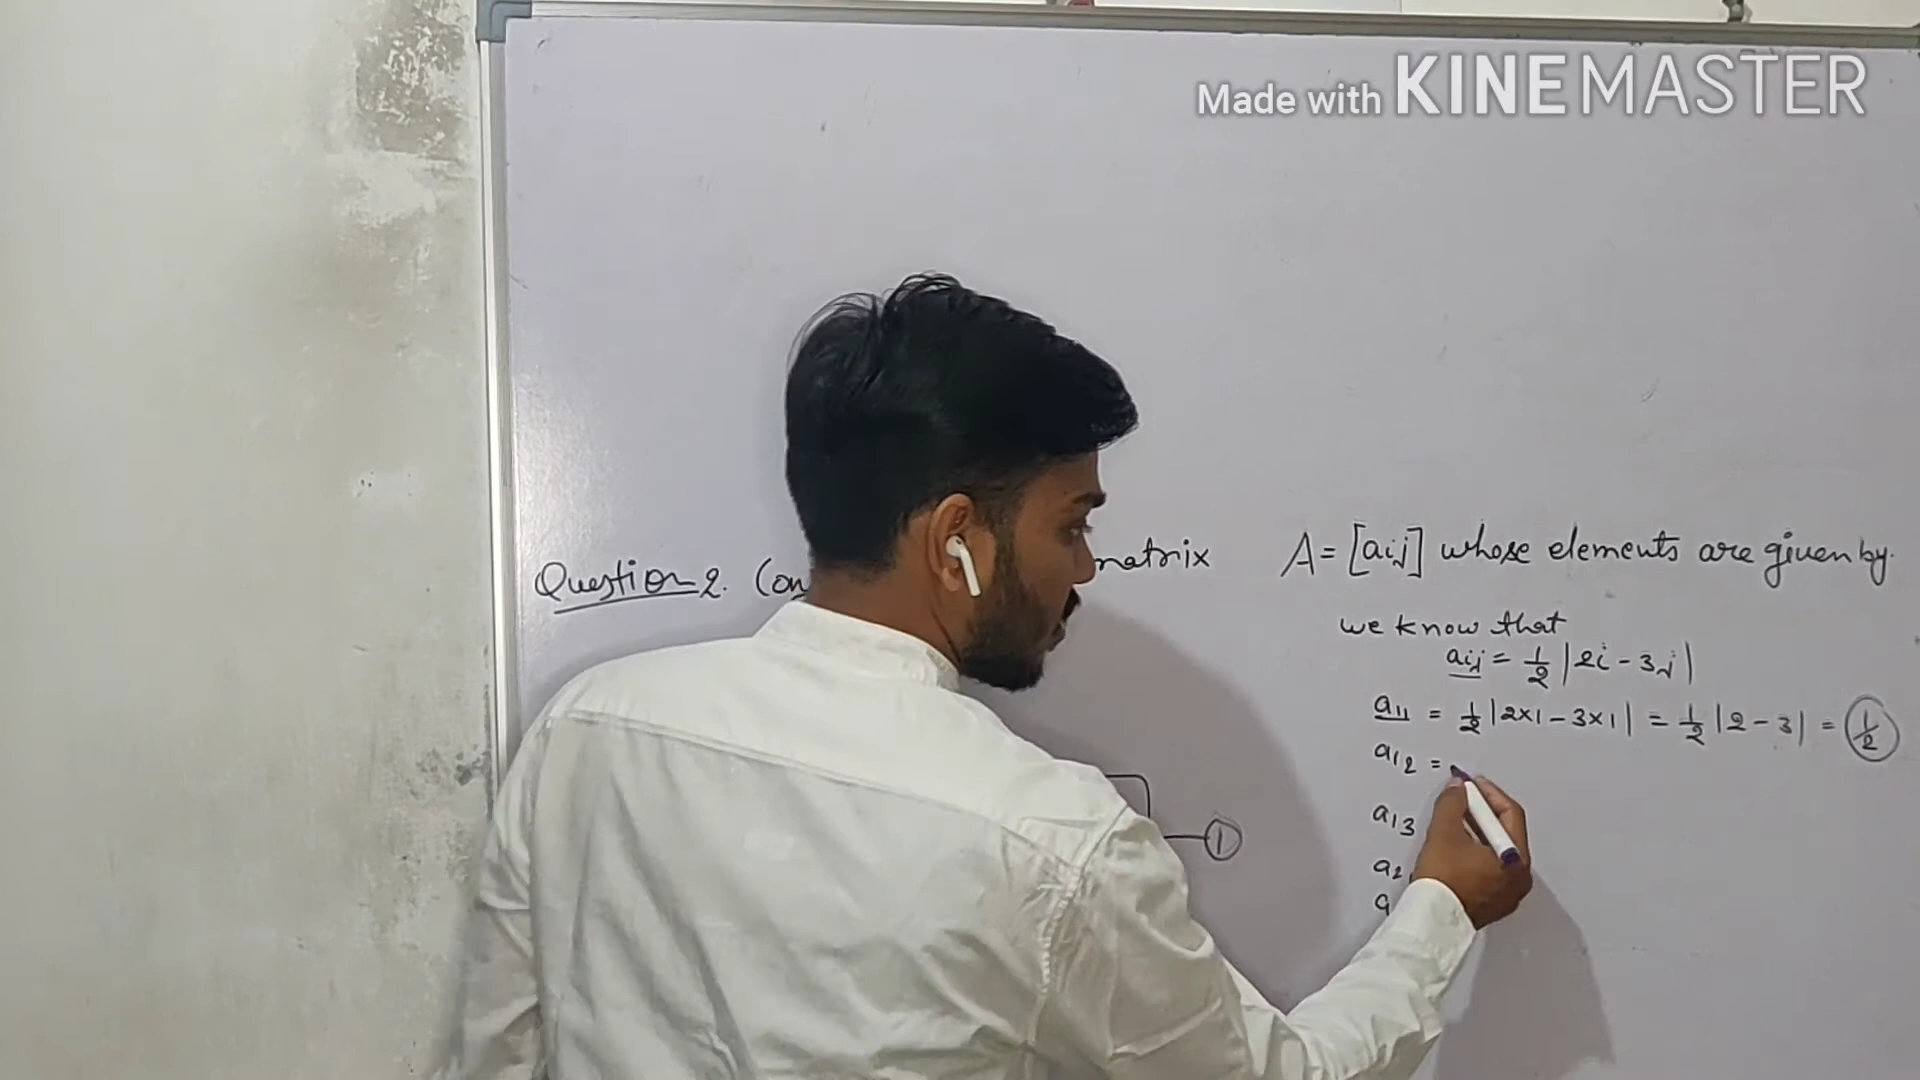 Made with KINEMASTER
Question 2. matrix A = [aij] whose elements are given by.
we know that
aij = 1/2 |2i - 3j|
a11 = 1/2 |2×1 - 3×1| = 1/2 |2 - 3| = 1/2
a12 =
a13
1